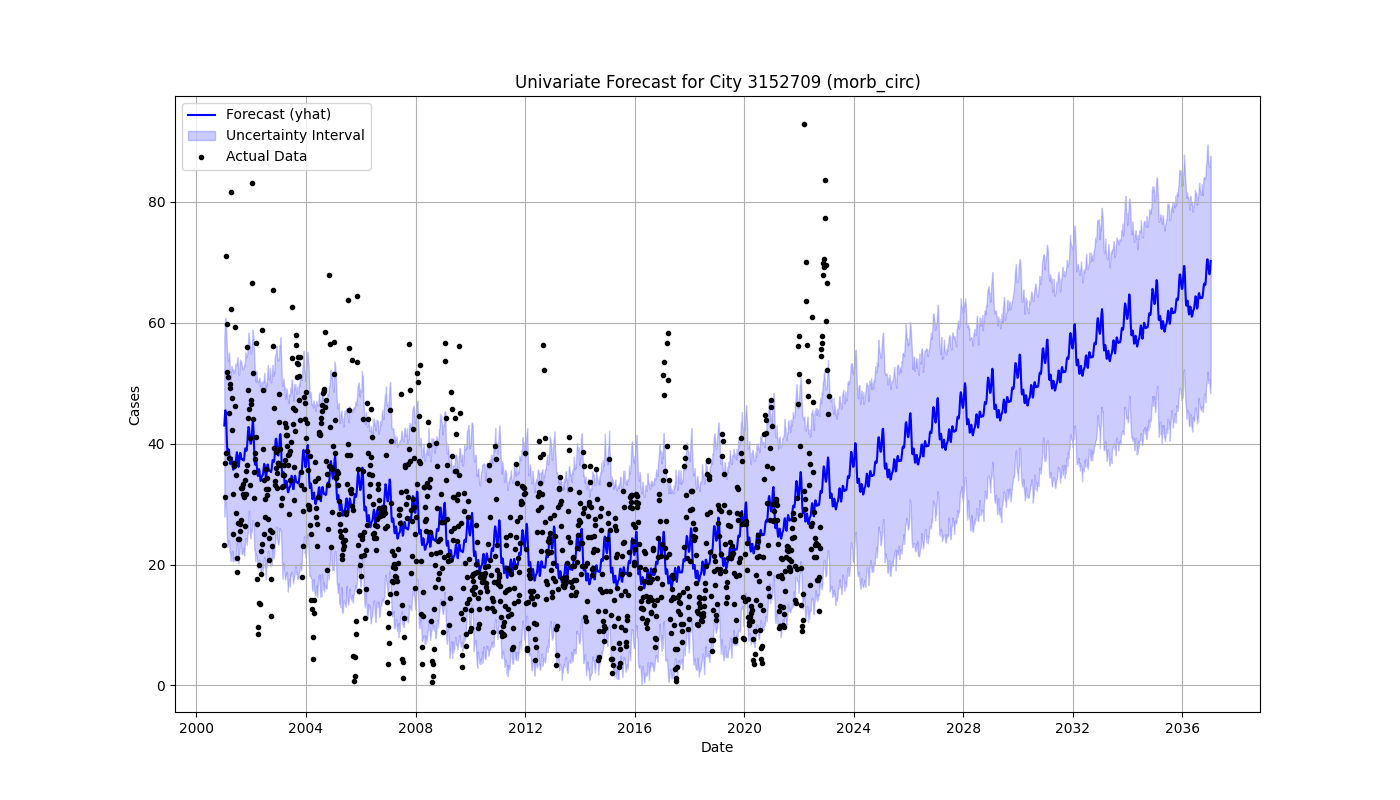 Univariate Forecast for City 3152709 (morb_circ)
Forecast (yhat)
Uncertainty Interval
Actual Data
Cases
80
60
40
20
0
2000 2004 2008 2012 2016 2020 2024 2028 2032 2036
Date